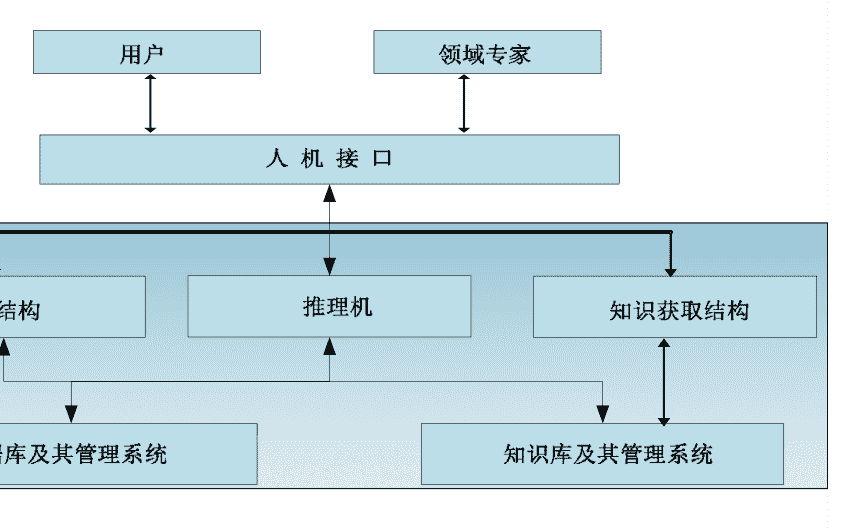 用户
领域专家
人机接口
结构
推理机
知识获取结构
库及其管理系统
知识库及其管理系统